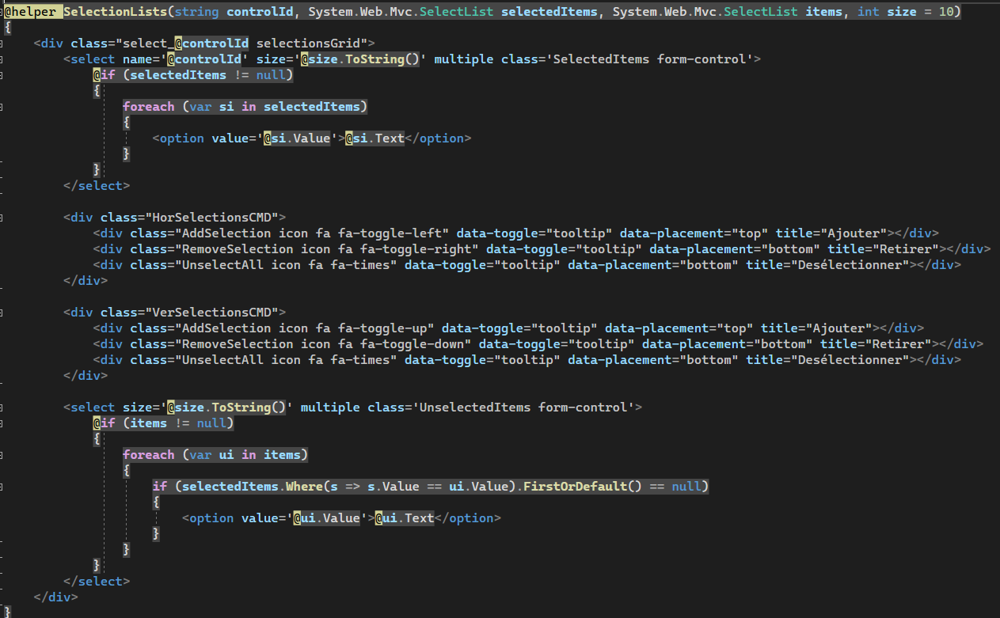 @helper SelectionLists(string controlId, System.Web.Mvc.SelectList selectedItems, System.Web.Mvc.SelectList items, int size = 10)
{
    <div class="select_@controlId selectionsGrid">
        <select name='@controlId' size='@size.ToString()' multiple class='SelectedItems form-control'>
            @if (selectedItems != null)
            {
                foreach (var si in selectedItems)
                {
                    <option value='@si.Value'>@si.Text</option>
                }
            }
        </select>

        <div class="HorSelectionsCMD">
            <div class="AddSelection icon fa fa-toggle-left" data-toggle="tooltip" data-placement="top" title="Ajouter"></div>
            <div class="RemoveSelection icon fa fa-toggle-right" data-toggle="tooltip" data-placement="bottom" title="Retirer"></div>
            <div class="UnselectAll icon fa fa-times" data-toggle="tooltip" data-placement="bottom" title="Desélectionner"></div>
        </div>

        <div class="VerSelectionsCMD">
            <div class="AddSelection icon fa fa-toggle-up" data-toggle="tooltip" data-placement="top" title="Ajouter"></div>
            <div class="RemoveSelection icon fa fa-toggle-down" data-toggle="tooltip" data-placement="bottom" title="Retirer"></div>
            <div class="UnselectAll icon fa fa-times" data-toggle="tooltip" data-placement="bottom" title="Desélectionner"></div>
        </div>

        <select size='@size.ToString()' multiple class='UnselectedItems form-control'>
            @if (items != null)
            {
                foreach (var ui in items)
                {
                    if (selectedItems.Where(s => s.Value == ui.Value).FirstOrDefault() == null)
                    {
                        <option value='@ui.Value'>@ui.Text</option>
                    }
                }
            }
        </select>
    </div>
}